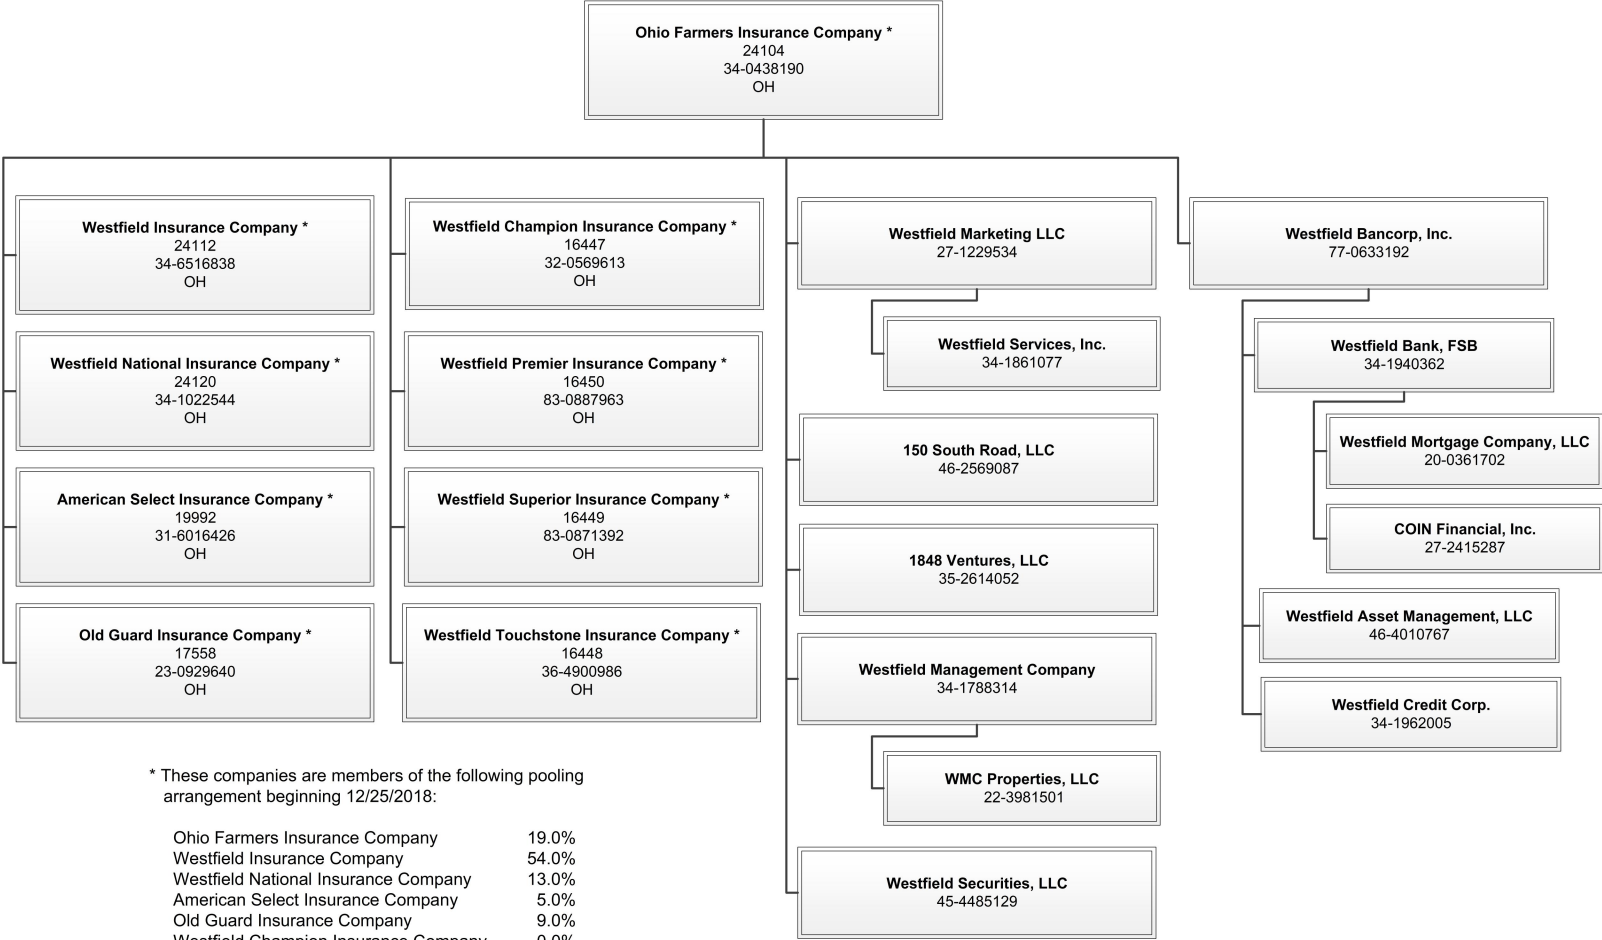 Ohio Farmers Insurance Company *
24104
34-0438190
OH
Westfield Insurance Company *
24112
34-6516838
OH
Westfield National Insurance Company *
24120
34-1022544
OH
American Select Insurance Company *
19992
31-6016426
OH
Old Guard Insurance Company *
17558
23-0929640
OH
Westfield Champion Insurance Company *
16447
32-0569613
OH
Westfield Premier Insurance Company *
16450
83-0887963
OH
Westfield Superior Insurance Company *
16449
83-0871392
OH
Westfield Touchstone Insurance Company *
16448
36-4900986
OH
Westfield Marketing LLC
27-1229534
Westfield Services, Inc.
34-1861077
150 South Road, LLC
46-2569087
1848 Ventures, LLC
35-2614052
Westfield Management Company
34-1788314
WMC Properties, LLC
22-3981501
Westfield Securities, LLC
45-4485129
Westfield Bancorp, Inc.
77-0633192
Westfield Bank, FSB
34-1940362
Westfield Mortgage Company, LLC
20-0361702
COIN Financial, Inc.
27-2415287
Westfield Asset Management, LLC
46-4010767
Westfield Credit Corp.
34-1962005
* These companies are members of the following pooling
arrangement beginning 12/25/2018:
Ohio Farmers Insurance Company 19.0%
Westfield Insurance Company 54.0%
Westfield National Insurance Company 13.0%
American Select Insurance Company 5.0%
Old Guard Insurance Company 9.0%
Westfield Champion Insurance Company 0.0%